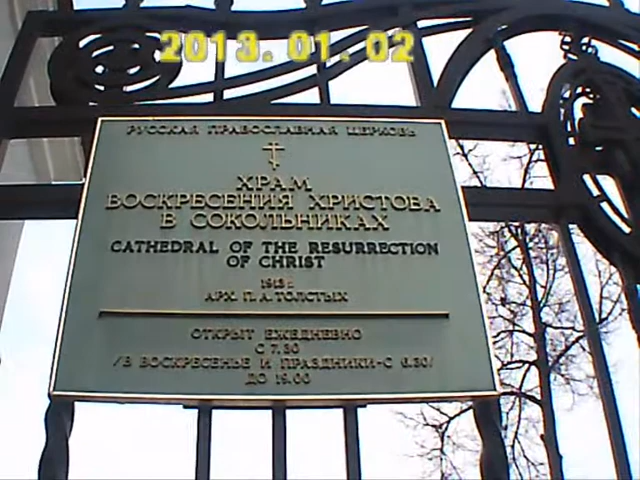 2013. 01. 02
РУССКАЯ ПРАВОСЛАВНАЯ ЦЕРКОВЬ
ХРАМ
ВОСКРЕСЕНИЯ ХРИСТОВА
В СОКОЛЬНИКАХ
CATHEDRAL OF THE RESURRECTION
OF CHRIST
1913г.
АРХ. П.А.ТОЛСТЫХ
ОТКРЫТ ЕЖЕДНЕВНО
С 7.30
/В ВОСКРЕСЕНЬЕ И ПРАЗДНИКИ-С 6.30/
ДО 19.00